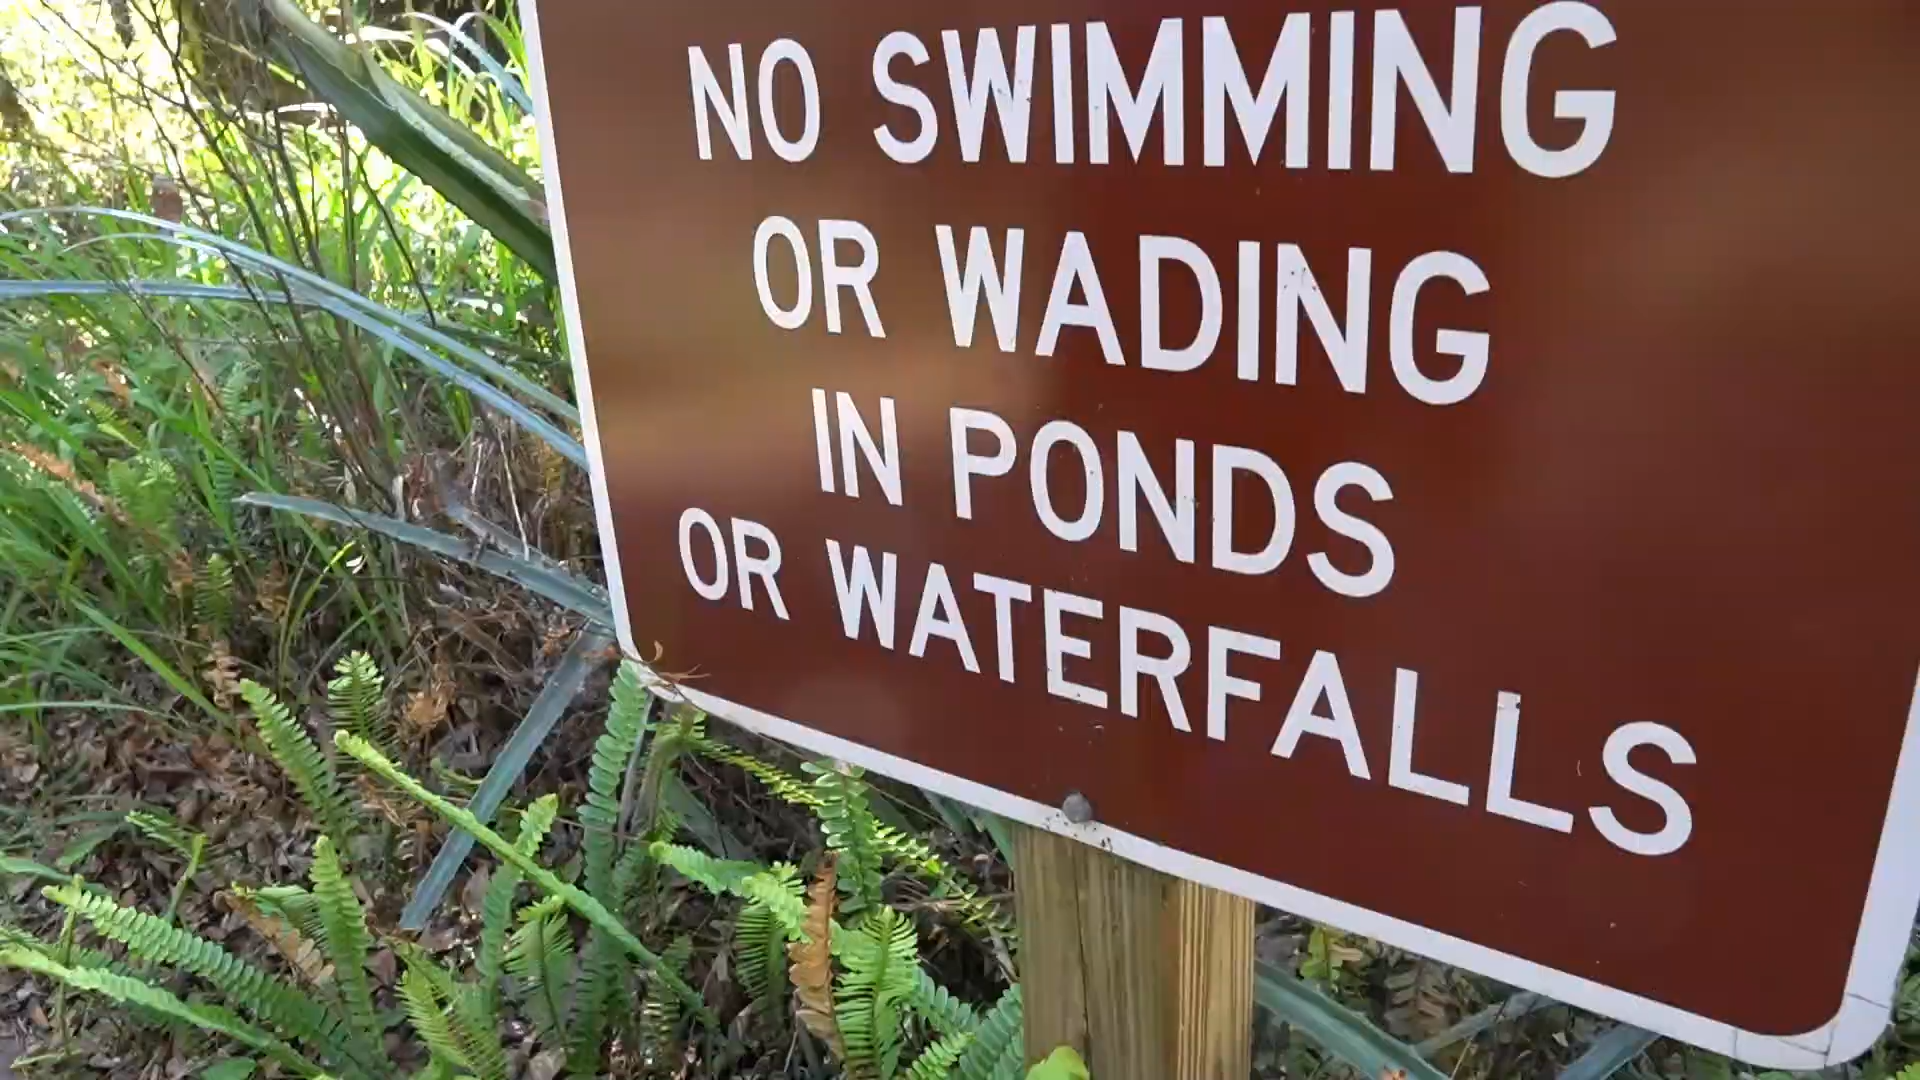 NO SWIMMING
OR WADING
IN PONDS
OR WATERFALLS